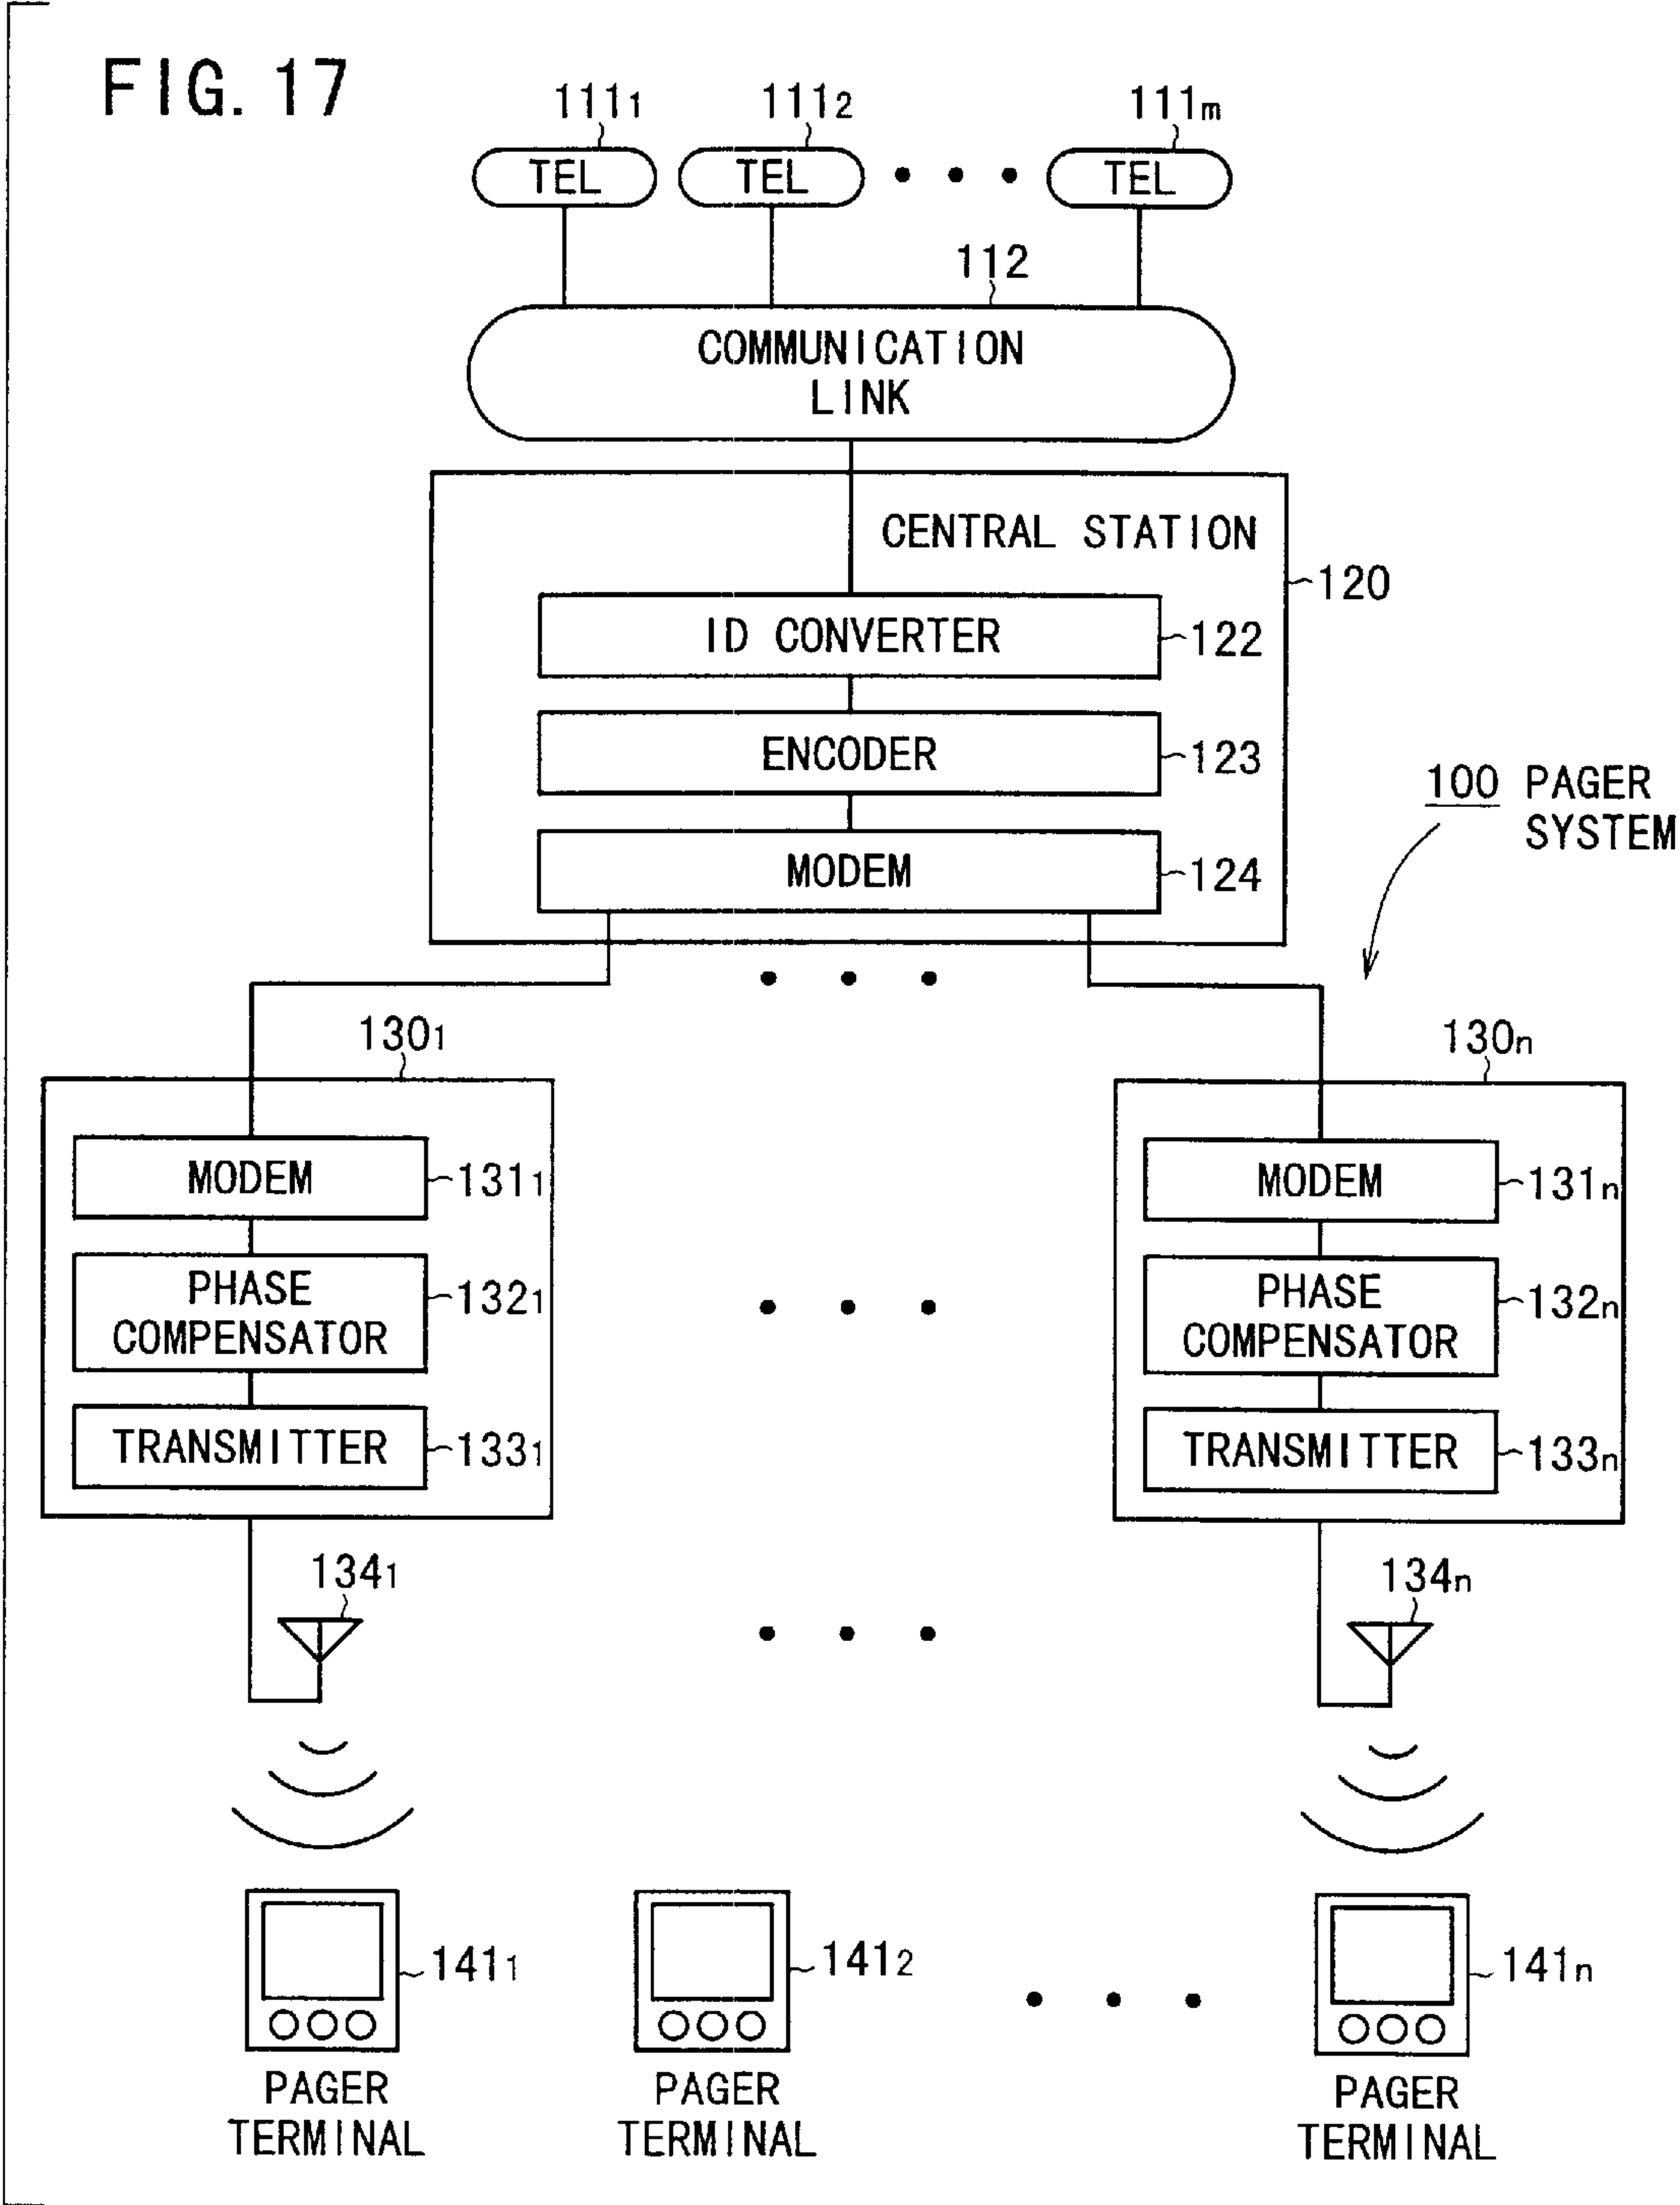 FIG. 17
111₁ 111₂ 111m
TEL TEL • • • TEL
112
COMMUNICATION
LINK
CENTRAL STATION
120
ID CONVERTER 122
ENCODER 123
MODEM 124
100 PAGER
SYSTEM
• • •
130₁ 130n
MODEM 131₁ MODEM 131n
PHASE
COMPENSATOR 132₁ • • • PHASE
COMPENSATOR 132n
TRANSMITTER 133₁ TRANSMITTER 133n
134₁ • • • 134n
141₁ 141₂ • • • 141n
PAGER
TERMINAL
PAGER
TERMINAL
PAGER
TERMINAL